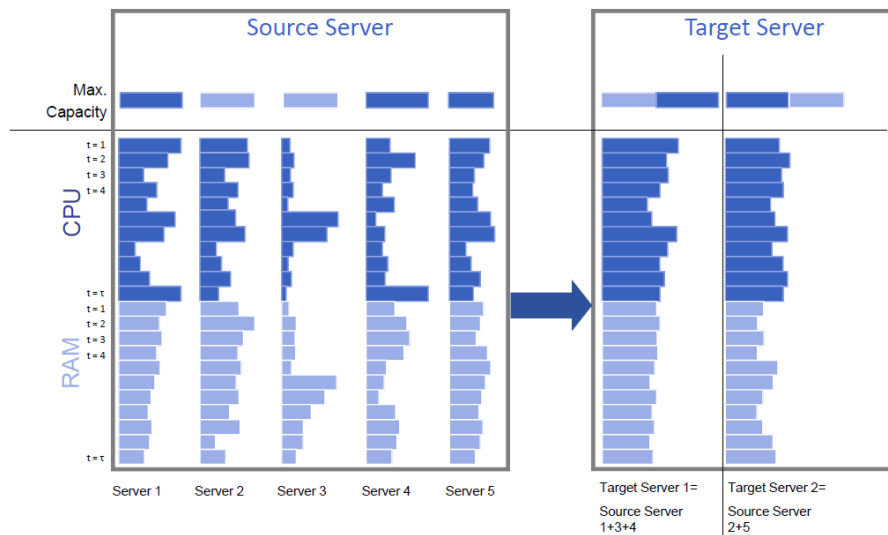 Source Server
Target Server
Max.
Capacity
CPU
t = 1
t = 2
t = 3
t = 4
t = τ
RAM
t = 1
t = 2
t = 3
t = 4
t = τ
Server 1
Server 2
Server 3
Server 4
Server 5
Target Server 1=
Source Server
1+3+4
Target Server 2=
Source Server
2+5